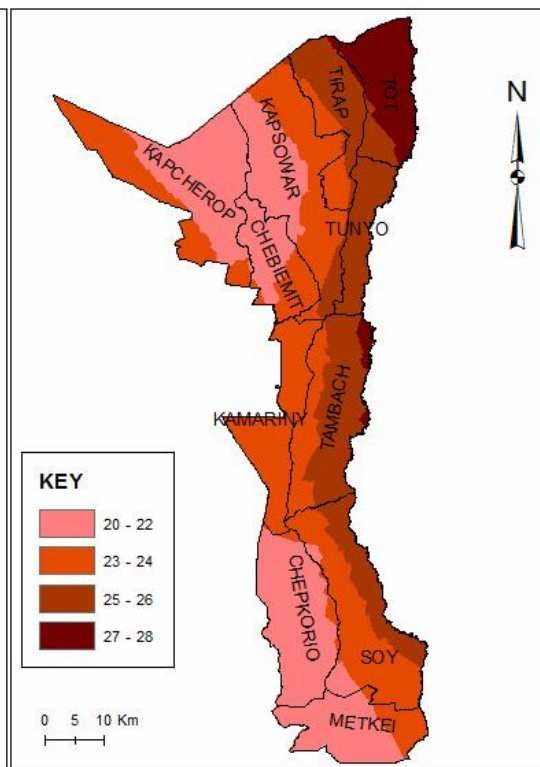 TIRAP
TOT
N
KAPSOWAR
KAPCHEROP
TUNYO
CHEBIEMIT
TAMBACH
KAMARINY
KEY
20 - 22
23 - 24
25 - 26
27 - 28
CHEPKORIO
SOY
METKEI
0 5 10 Km